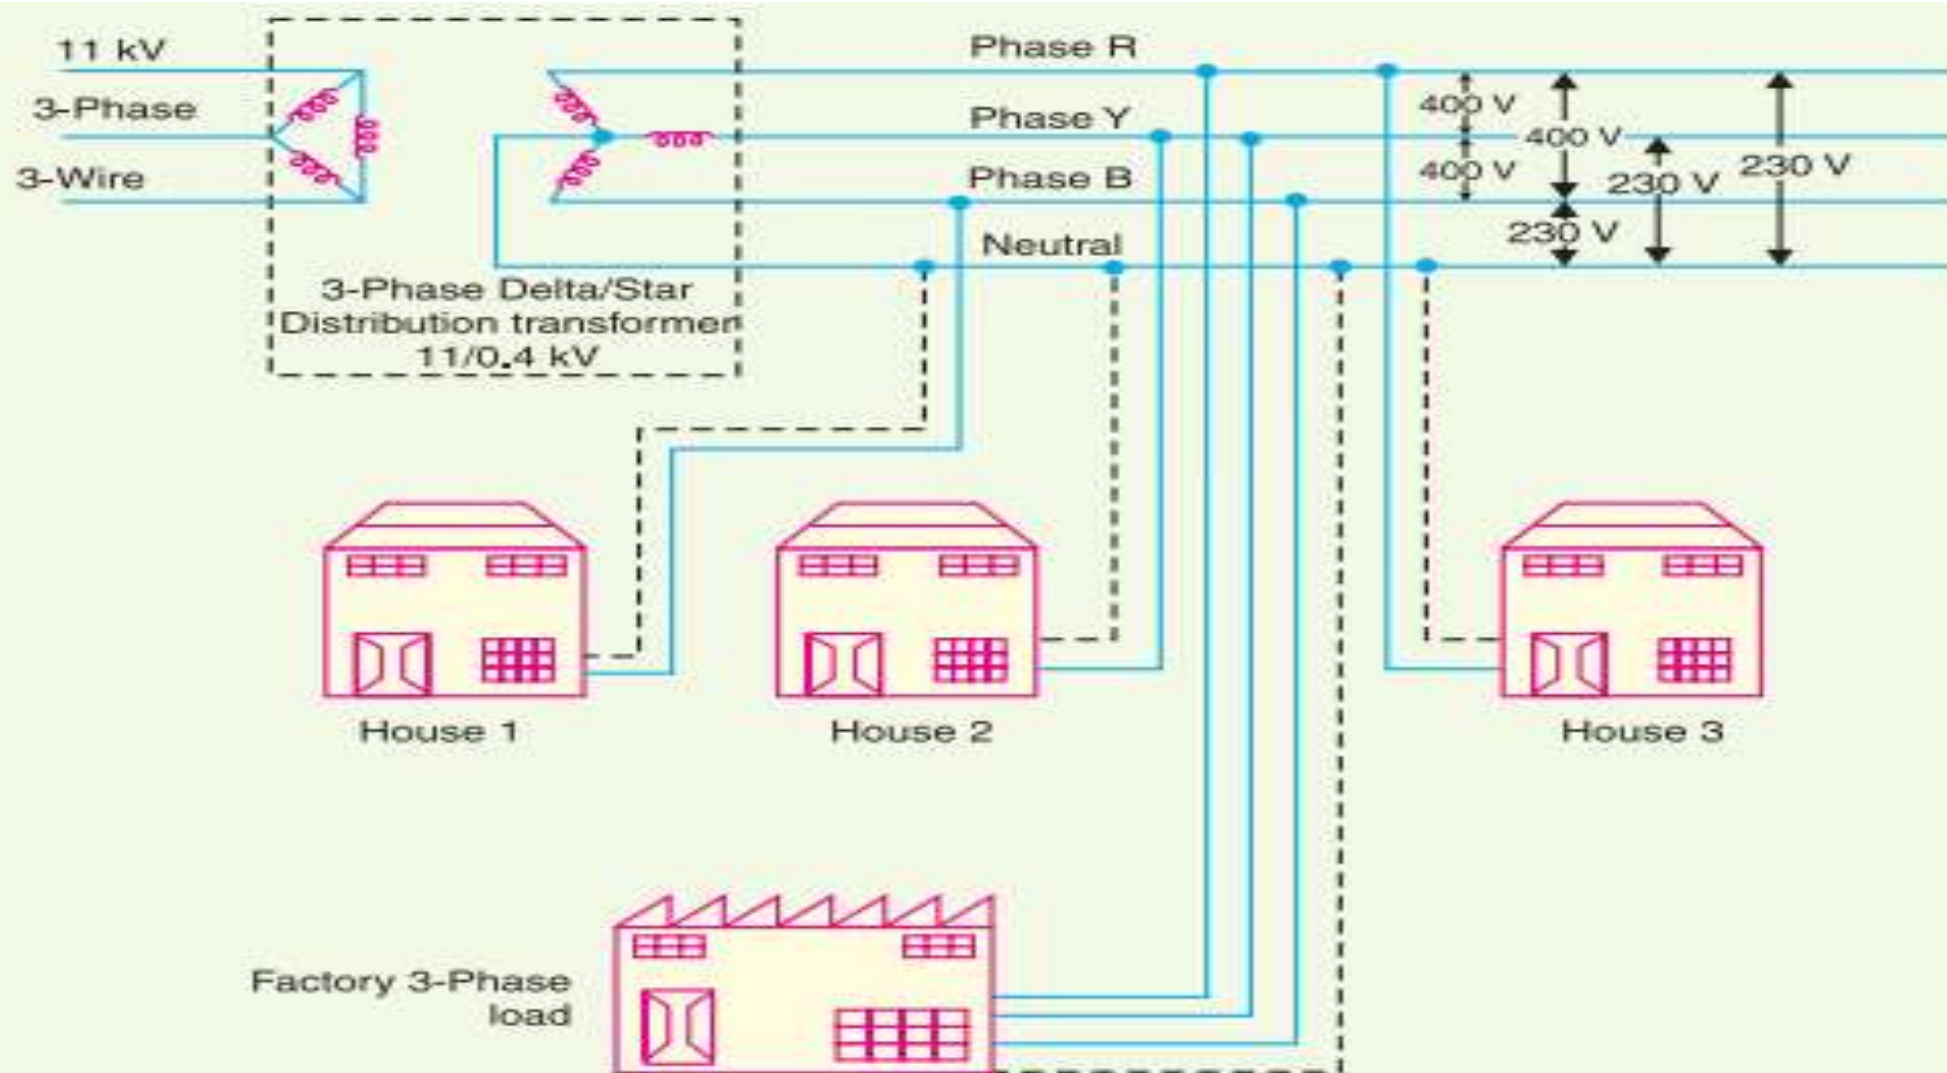 11 kV
3-Phase
3-Wire
3-Phase Delta/Star
Distribution transformer
11/0.4 kV
Phase R
Phase Y
Phase B
Neutral
400 V
400 V
400 V
230 V
230 V
230 V
House 1
House 2
House 3
Factory 3-Phase
load